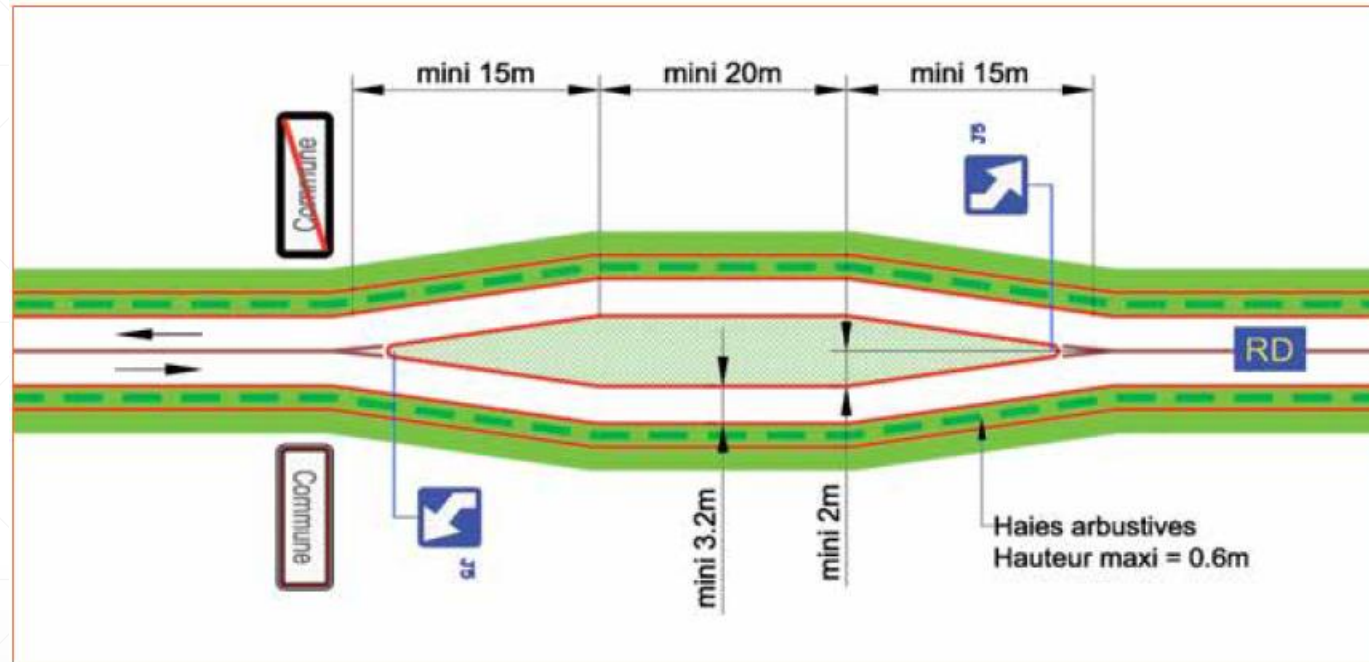 mini 15m
mini 20m
mini 15m
Commune
J5
RD
Commune
J5
mini 3.2m
mini 2m
Haies arbustives
Hauteur maxi = 0.6m